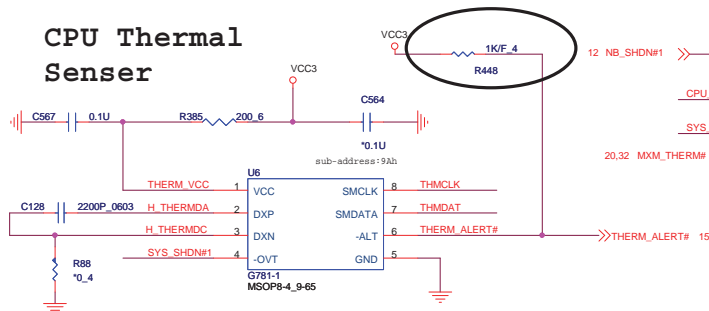 CPU Thermal
Senser
VCC3
VCC3
1K/F_4
R448
12 NB_SHDN#1
C567
0.1U
R385
200_6
C564
*0.1U
CPU_
SYS_
20,32 MXM_THERM#
sub-address:9Ah
U6
THERM_VCC 1 VCC SMCLK 8 THMCLK
C128 2200P_0603 H_THERMDA 2 DXP SMDATA 7 THMDAT
H_THERMDC 3 DXN -ALT 6 THERM_ALERT#
THERM_ALERT# 15
SYS_SHDN#1 4 -OVT GND 5
R88
*0_4
G781-1
MSOP8-4_9-65